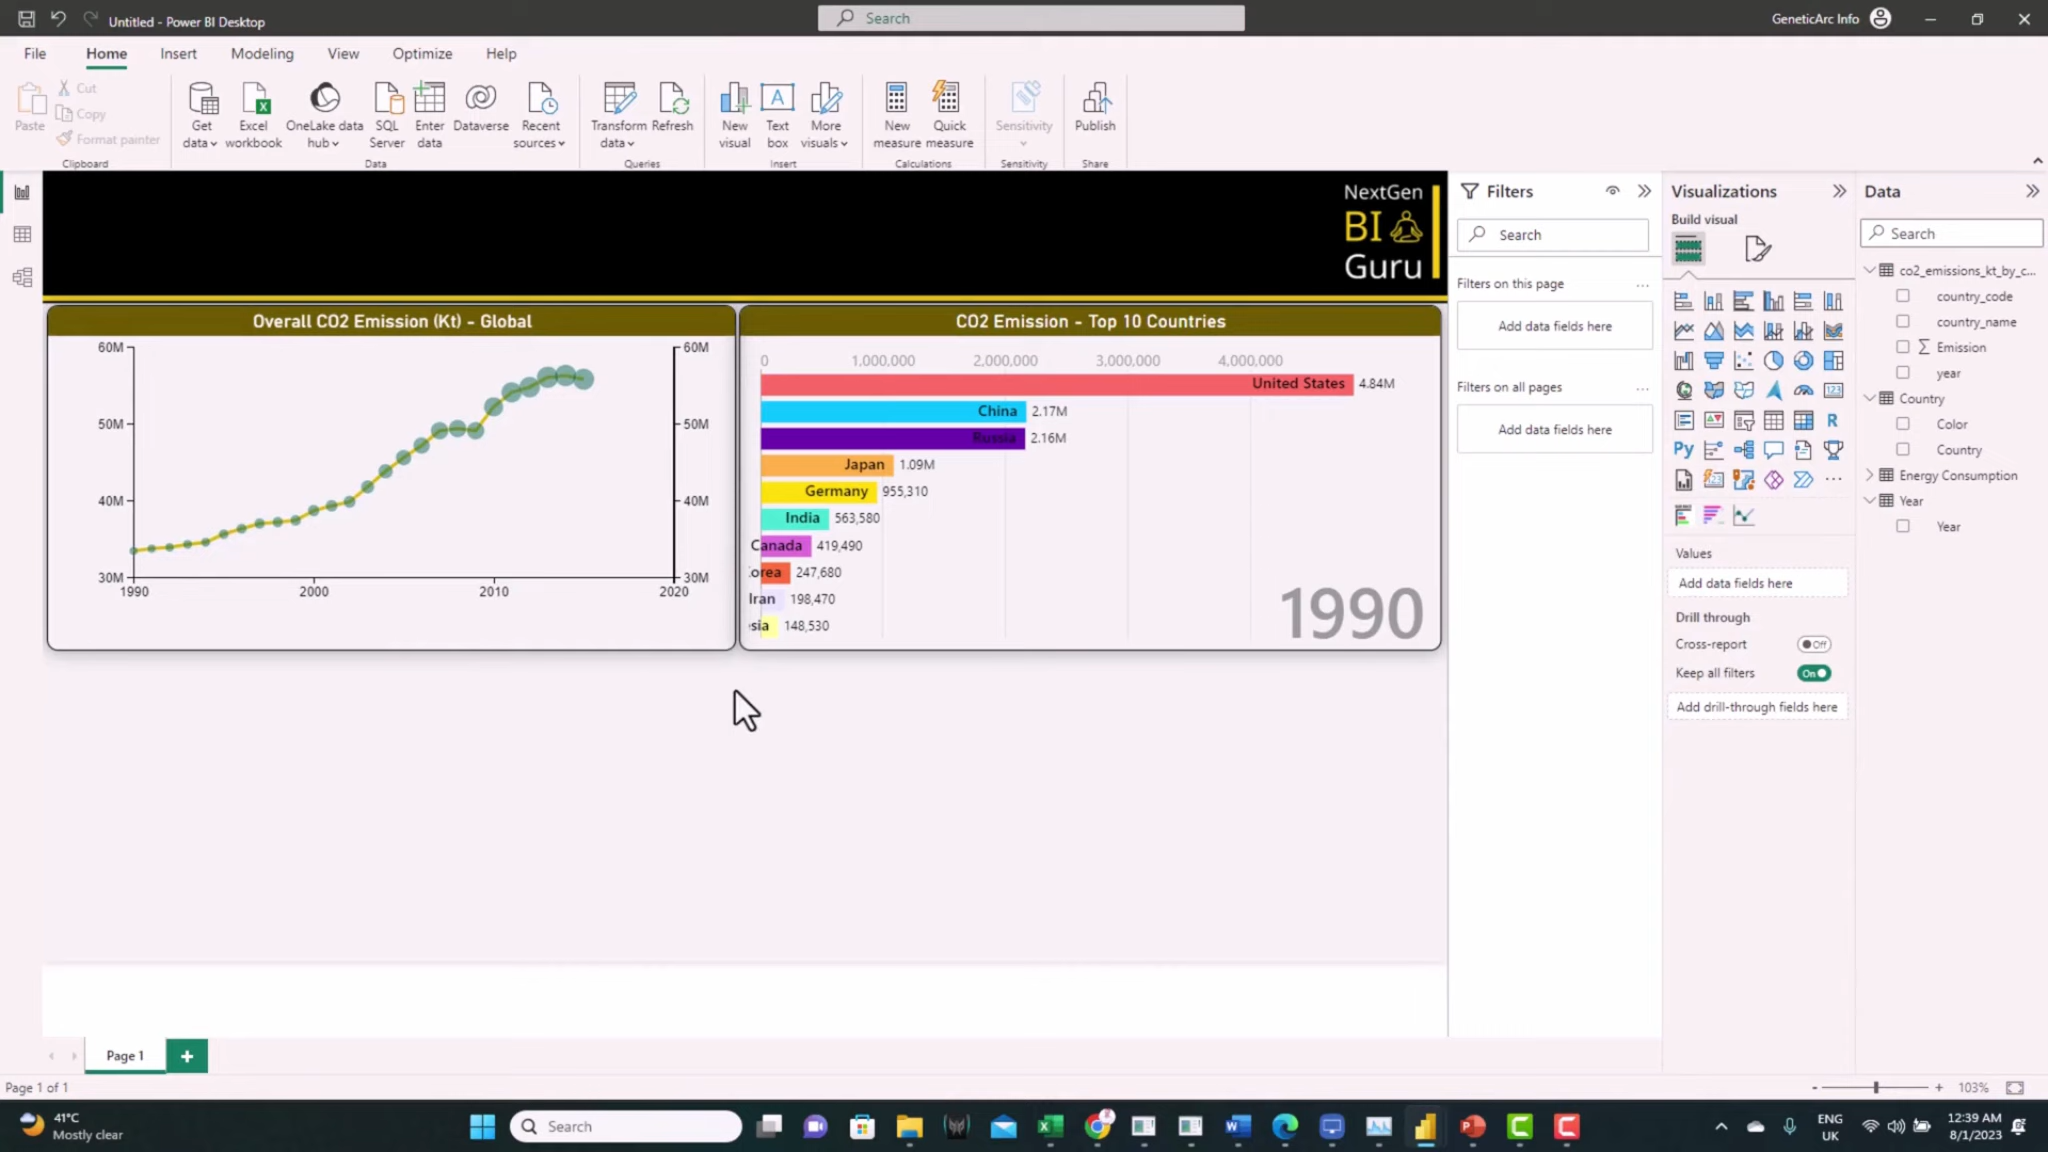 Untitled - Power BI Desktop
Search
GeneticArc Info
File
Home
Insert
Modeling
View
Optimize
Help
Paste
Cut
Copy
Format painter
Clipboard
Get data
Excel workbook
OneLake data hub
SQL Server
Enter data
Dataverse
Recent sources
Data
Transform data
Refresh
Queries
New visual
Text box
More visuals
Insert
New measure
Quick measure
Calculations
Sensitivity
Sensitivity
Publish
Share
NextGen
BI
Guru
Overall CO2 Emission (Kt) - Global
60M
50M
40M
30M
60M
50M
40M
30M
1990
2000
2010
2020
CO2 Emission - Top 10 Countries
0
1,000,000
2,000,000
3,000,000
4,000,000
United States 4.84M
China 2.17M
Russia 2.16M
Japan 1.09M
Germany 955,310
India 563,580
Canada 419,490
orea 247,680
Iran 198,470
sia 148,530
1990
Filters
Search
Filters on this page
...
Add data fields here
Filters on all pages
...
Add data fields here
Visualizations
Build visual
123
R
Py
...
Values
Add data fields here
Drill through
Cross-report
Off
Keep all filters
On
Add drill-through fields here
Data
Search
co2_emissions_kt_by_c...
country_code
country_name
Emission
year
Country
Color
Country
Energy Consumption
Year
Year
Page 1
Page 1 of 1
- + 103%
41°C
Mostly clear
Search
ENG
UK
12:39 AM
8/1/2023